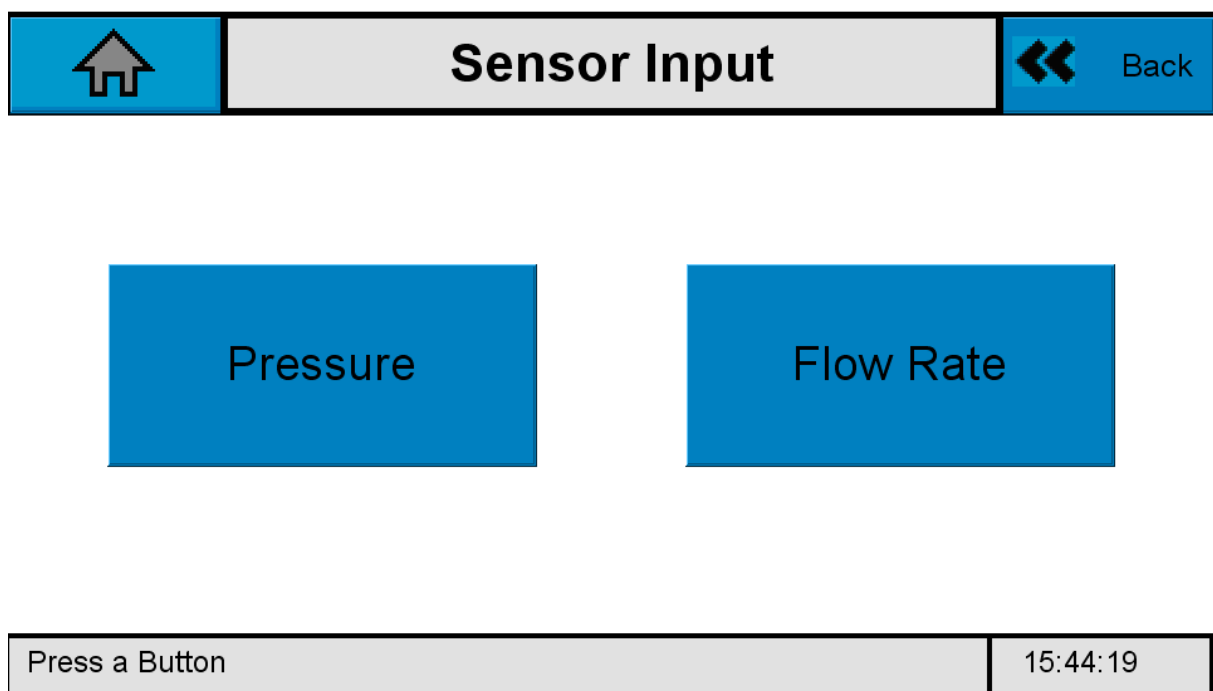 Sensor Input
Back
Pressure
Flow Rate
Press a Button
15:44:19